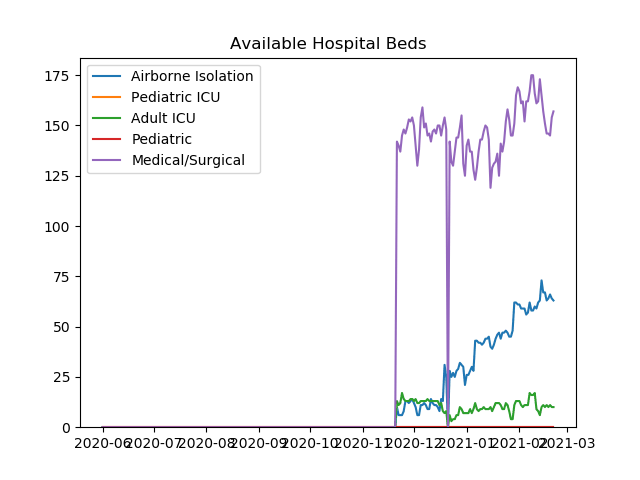 Available Hospital Beds
Airborne Isolation
Pediatric ICU
Adult ICU
Pediatric
Medical/Surgical
175
150
125
100
75
50
25
0
2020-06 2020-07 2020-08 2020-09 2020-10 2020-11 2020-12 2021-01 2021-02 2021-03